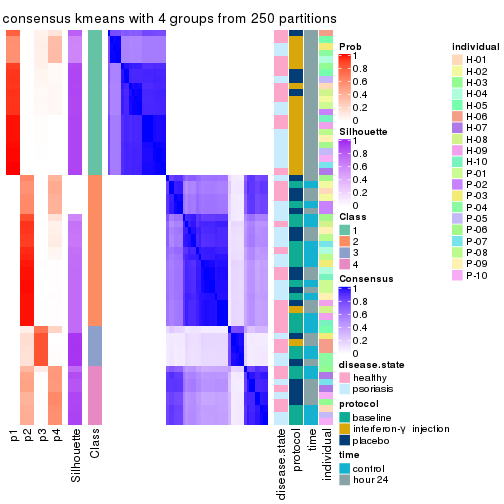 consensus kmeans with 4 groups from 250 partitions
p1
p2
p3
p4
Silhouette
Class
disease.state
protocol
time
individual
Prob
1
0.8
0.6
0.4
0.2
0
Silhouette
1
0.8
0.6
0.4
0.2
0
Class
1
2
3
4
Consensus
1
0.8
0.6
0.4
0.2
0
disease.state
healthy
psoriasis
protocol
baseline
interferon-γ injection
placebo
time
control
hour 24
individual
H-01
H-02
H-03
H-04
H-05
H-06
H-07
H-08
H-09
H-10
P-01
P-02
P-03
P-04
P-05
P-06
P-07
P-08
P-09
P-10